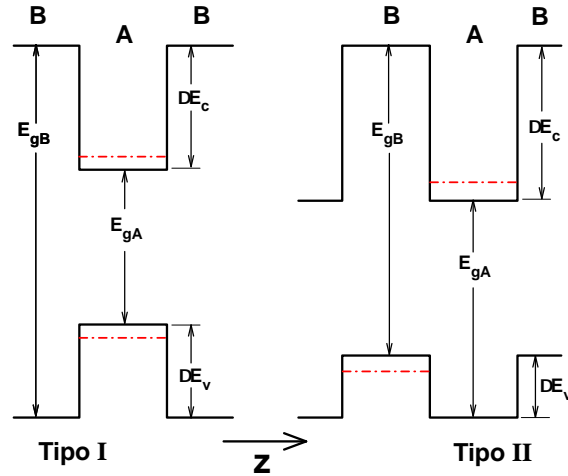 B
A
B
B
A
B
DE_c
E_gB
E_gA
DE_v
E_gB
DE_c
E_gA
DE_v
Tipo I
z
Tipo II